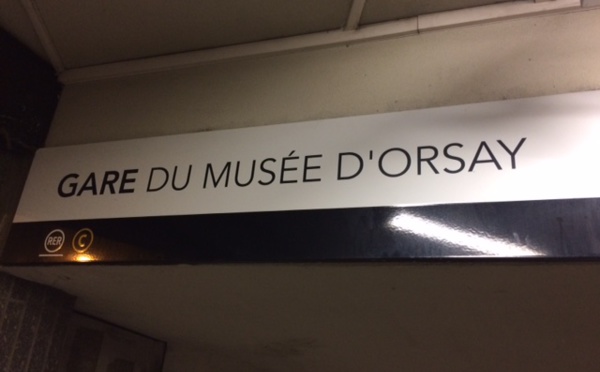 GARE DU MUSÉE D'ORSAY
RER C